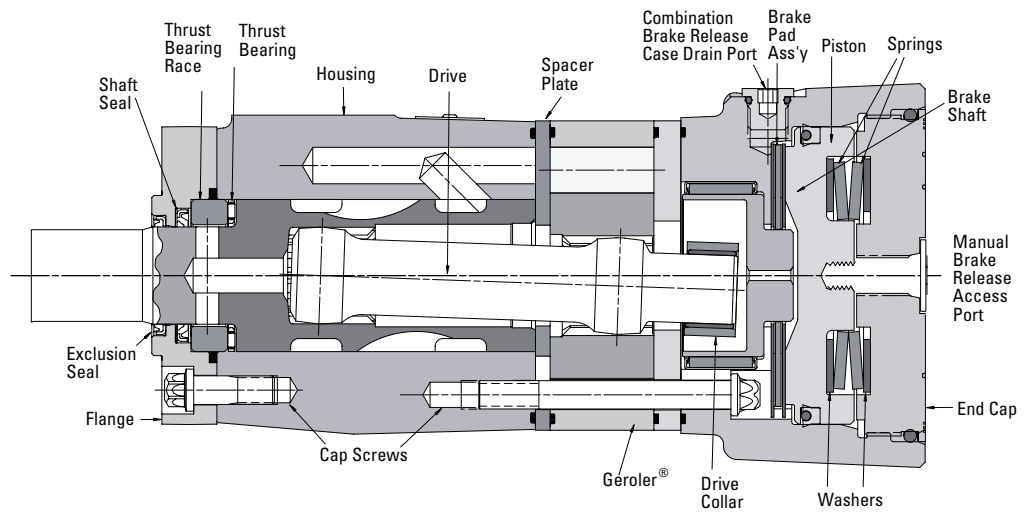 Thrust
Bearing
Race
Thrust
Bearing
Shaft
Seal
Housing
Drive
Spacer
Plate
Combination
Brake Release
Case Drain Port
Brake
Pad
Ass'y
Piston
Springs
Brake
Shaft
Manual
Brake
Release
Access
Port
Exclusion
Seal
Flange
Cap Screws
Geroler®
Drive
Collar
Washers
End Cap